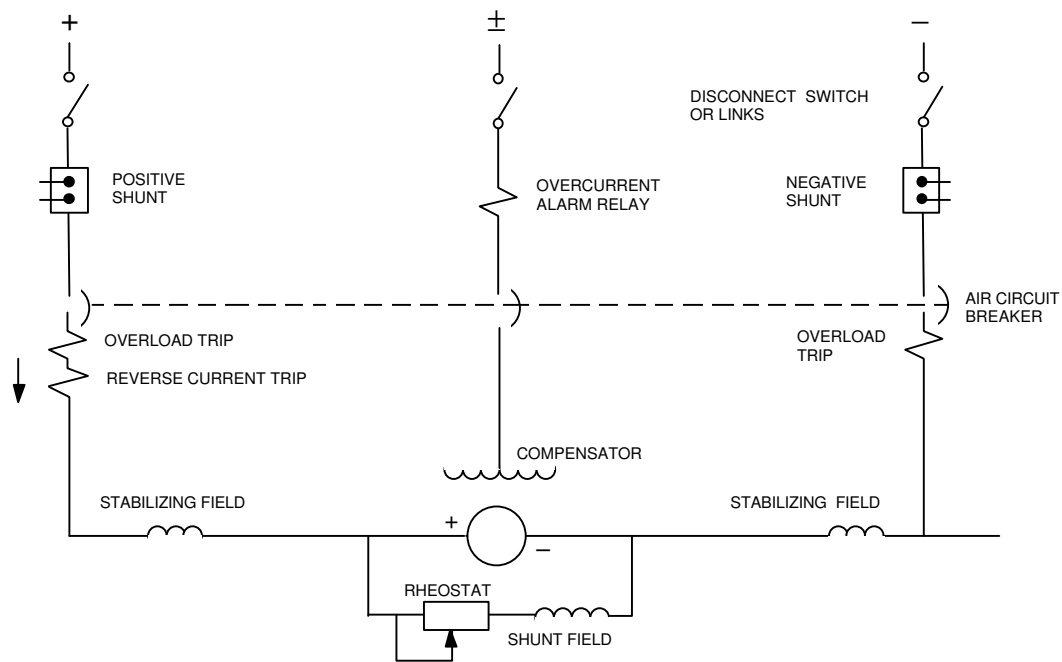 +
±
−
DISCONNECT SWITCH
OR LINKS
POSITIVE
SHUNT
OVERCURRENT
ALARM RELAY
NEGATIVE
SHUNT
AIR CIRCUIT
BREAKER
OVERLOAD TRIP
OVERLOAD
TRIP
REVERSE CURRENT TRIP
COMPENSATOR
STABILIZING FIELD
STABILIZING FIELD
+
−
RHEOSTAT
SHUNT FIELD